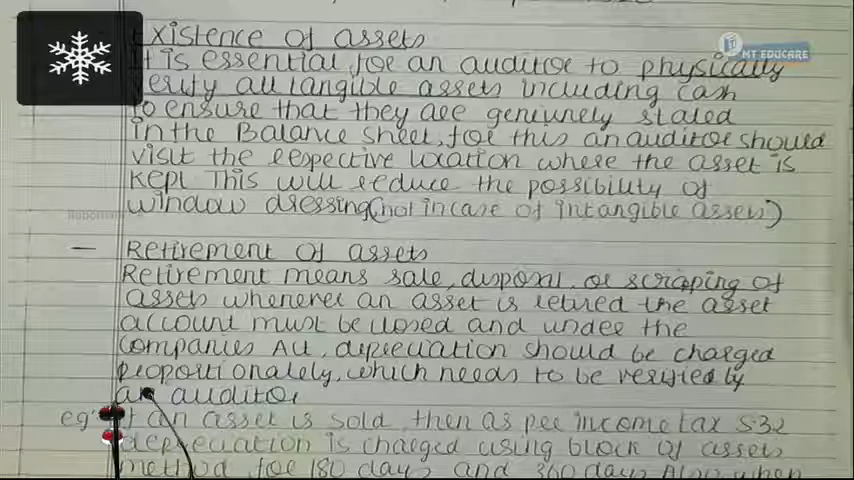 MT EDUCARE
Existence of assets
It is essential for an auditor to physically
verify all tangible assets including cash
to ensure that they are geniunely stated
in the Balance sheet, for this an auditor should
visit the respective location where the asset is
kept This will reduce the possibility of
window dressing (not incase of intangible assets)
— Retirement of assets
Retirement means sale, disposal, or scraping of
assets whenever an asset is retired the asset
account must be closed and under the
Companies Act, depreciation should be charged
proportionately, which needs to be verified by
an auditor
eg: If an asset is sold, then as per income tax S-32
depreciation is charged using block of assets
method for 180 days and 360 days Also when